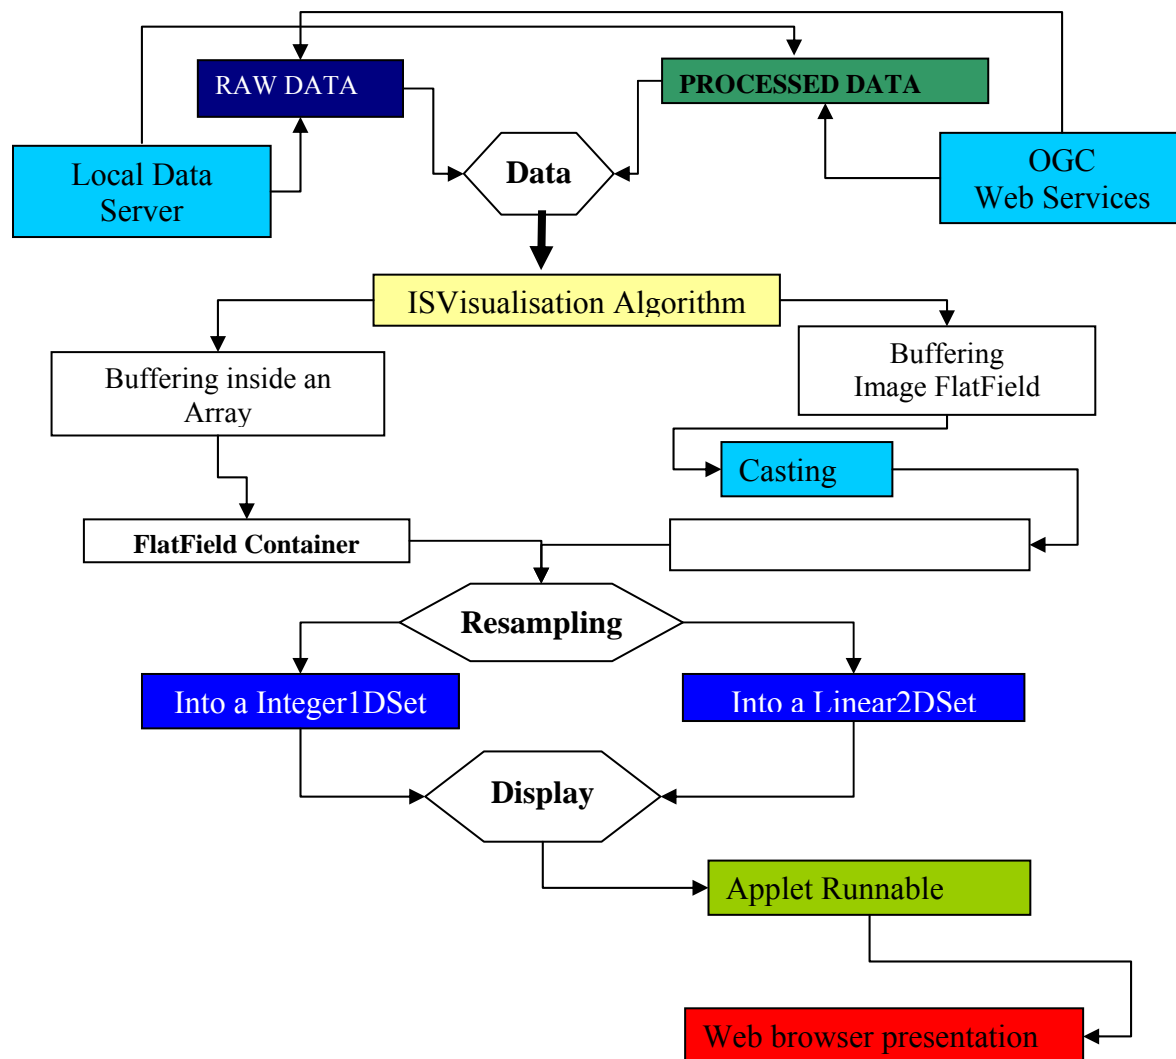 RAW DATA
PROCESSED DATA
Local Data
Server
Data
OGC
Web Services
ISVisualisation Algorithm
Buffering inside an
Array
Buffering
Image FlatField
Casting
FlatField Container
Resampling
Into a Integer1DSet
Into a Linear2DSet
Display
Applet Runnable
Web browser presentation